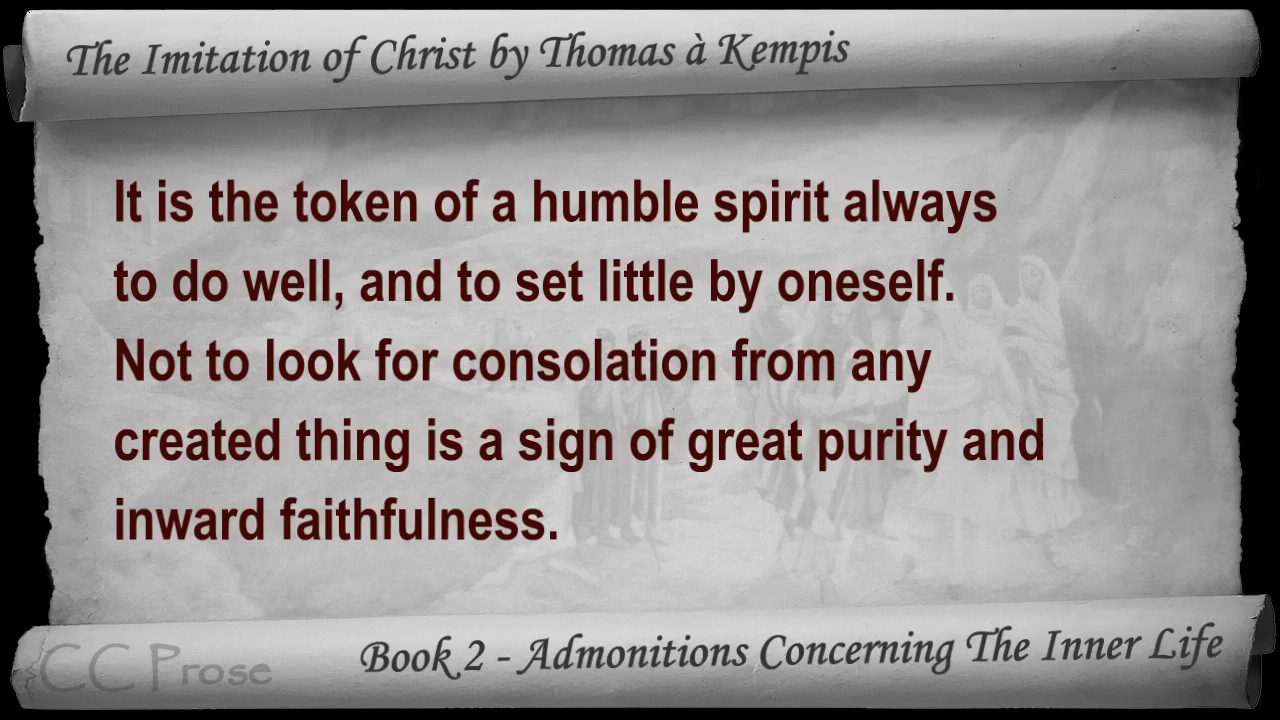 The Imitation of Christ by Thomas à Kempis
It is the token of a humble spirit always
to do well, and to set little by oneself.
Not to look for consolation from any
created thing is a sign of great purity and
inward faithfulness.
CC Prose
Book 2 - Admonitions Concerning The Inner Life